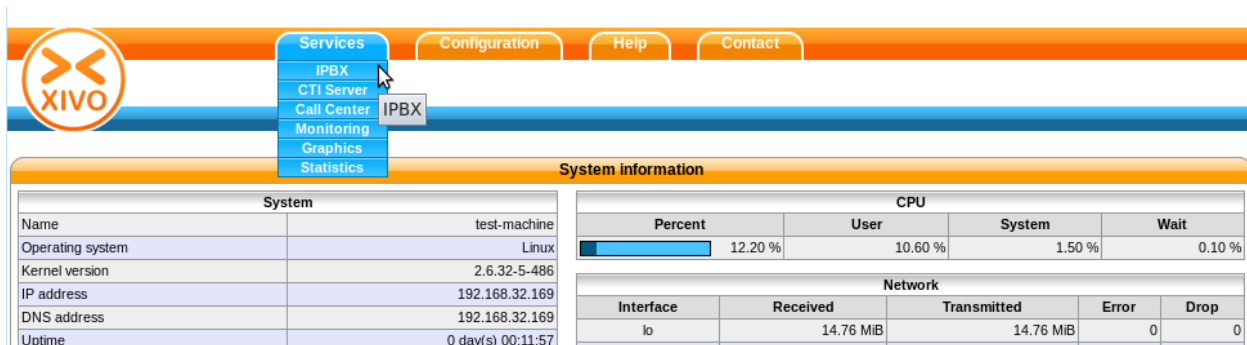 Services Configuration Help Contact
XIVO
IPBX
CTI Server
Call Center
IPBX
Monitoring
Graphics
Statistics
System information
System
Name test-machine
Operating system Linux
Kernel version 2.6.32-5-486
IP address 192.168.32.169
DNS address 192.168.32.169
Uptime 0 day(s) 00:11:57
CPU
Percent User System Wait
12.20 % 10.60 % 1.50 % 0.10 %
Network
Interface Received Transmitted Error Drop
lo 14.76 MiB 14.76 MiB 0 0